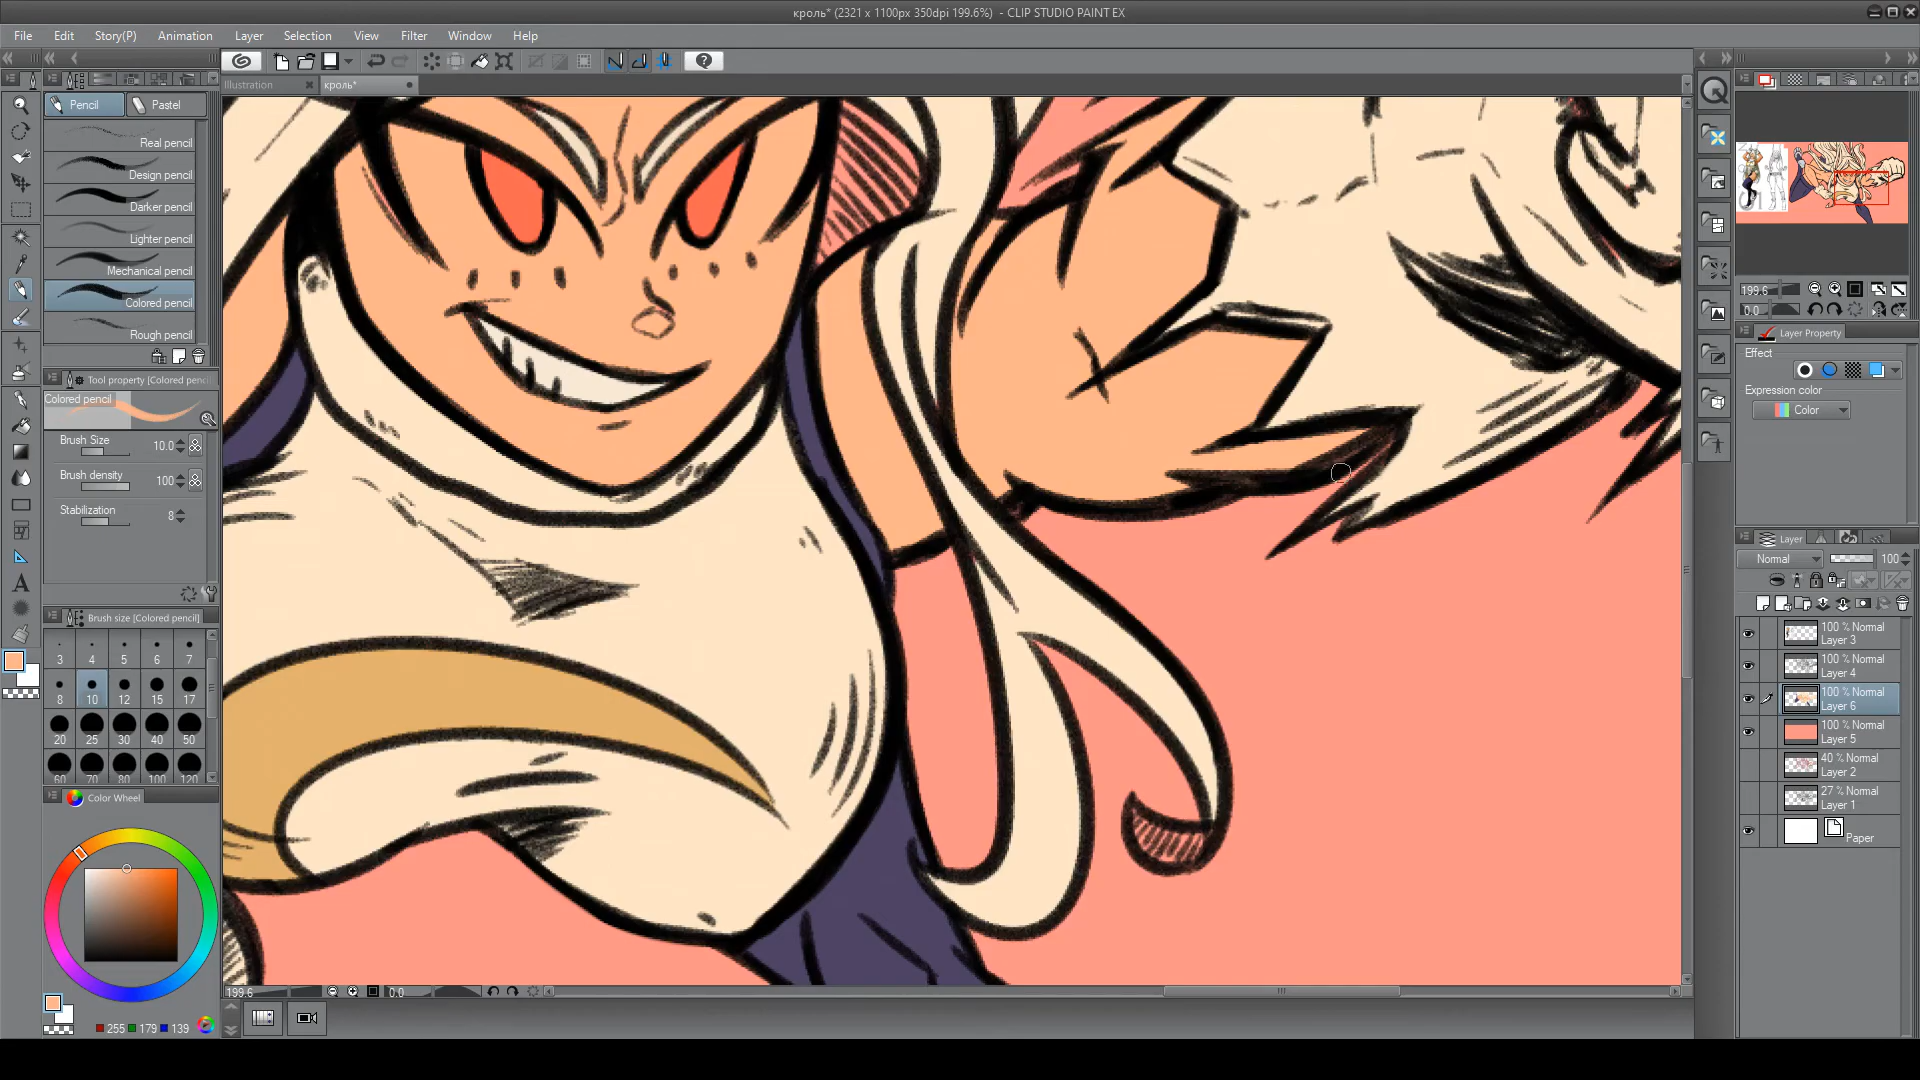 кроль* (2321 x 1100px 350dpi 199.6%) - CLIP STUDIO PAINT EX
File Edit Story(P) Animation Layer Selection View Filter Window Help
Illustration кроль*
Pencil Pastel
Real pencil
Design pencil
Darker pencil
Lighter pencil
Mechanical pencil
Colored pencil
Rough pencil
Tool property [Colored penci
Colored pencil
Brush Size 10.0
Brush density 100
Stabilization 8
Brush size [Colored pencil]
3 4 5 6 7
8 10 12 15 17
20 25 30 40 50
60 70 80 100 120
Color Wheel
255 179 139
199.6 0.0
199.6
0.0
Layer Property
Effect
Expression color
Color
Layer
Normal 100
100 % Normal
Layer 3
100 % Normal
Layer 4
100 % Normal
Layer 6
100 % Normal
Layer 5
40 % Normal
Layer 2
27 % Normal
Layer 1
Paper